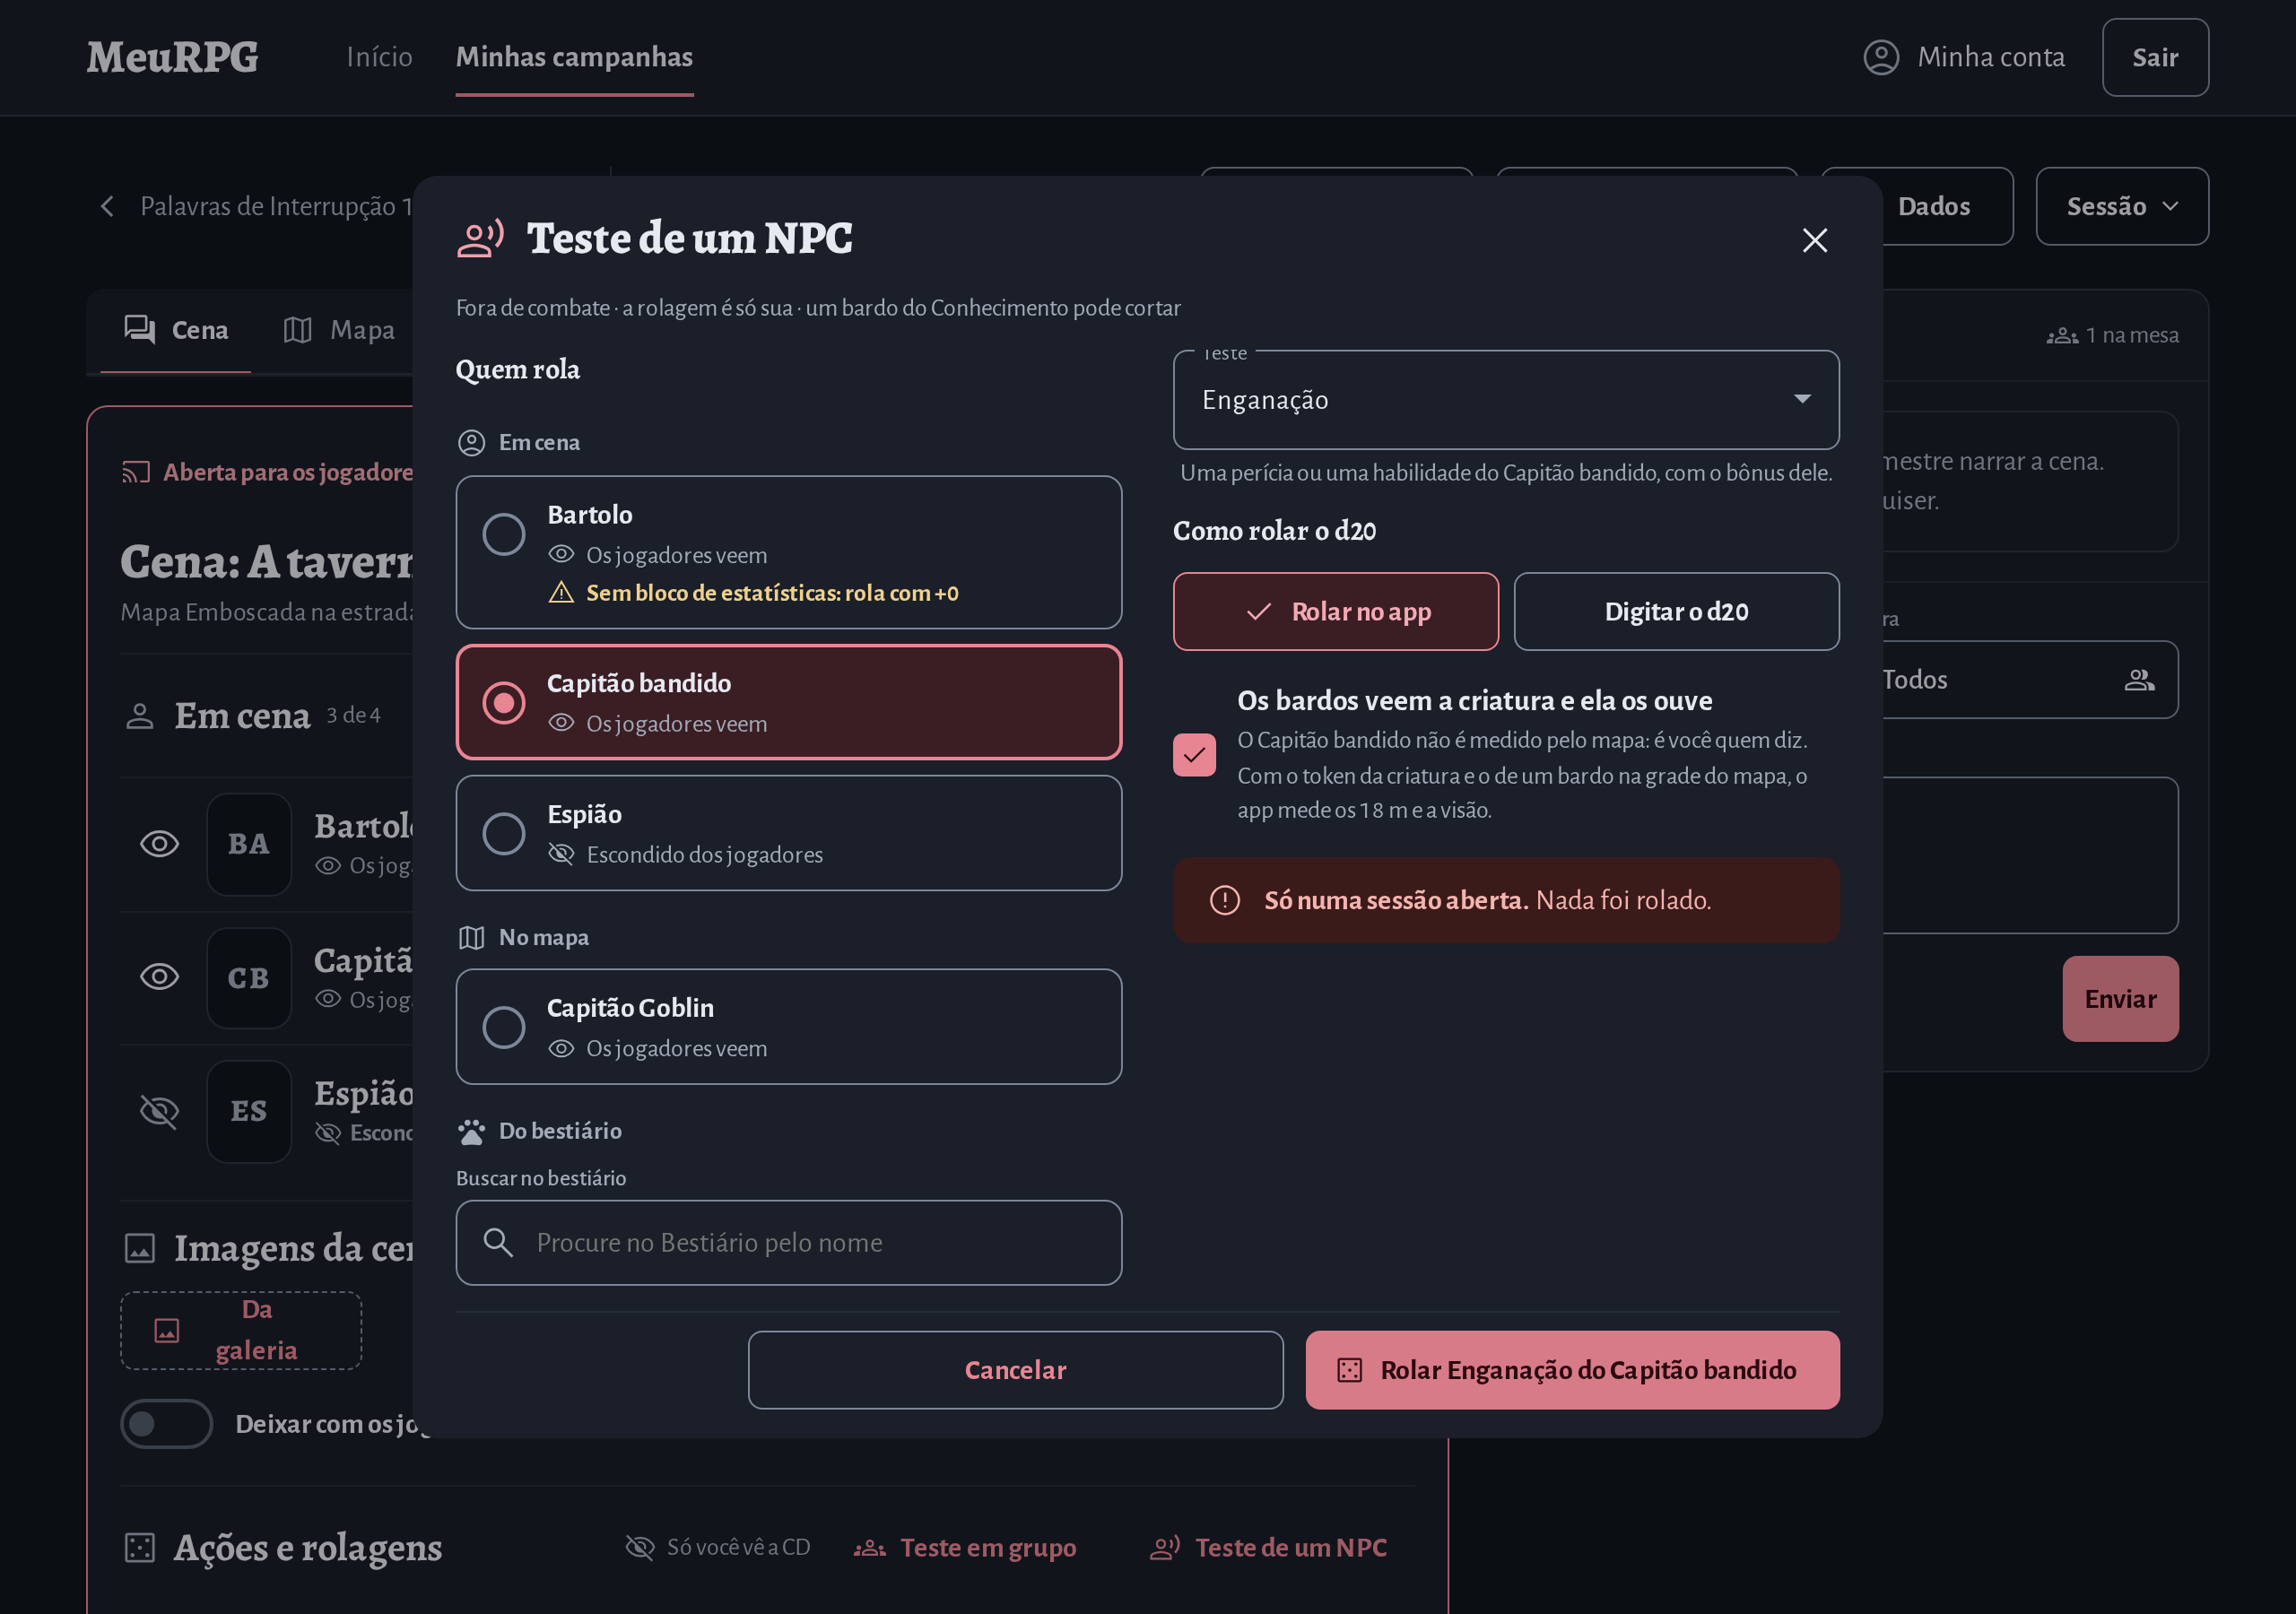 MeuRPG
Início
Minhas campanhas
Minha conta
Sair
Palavras de Interrupção 1
Dados
Sessão
Cena
Mapa
1 na mesa
Aberta para os jogadore
Cena: A tavern
Mapa Emboscada na estrada
Em cena
3 de 4
BA
Bartol
Os jog
CB
Capitã
Os jog
ES
Espião
Escond
Imagens da cen
Da
galeria
Deixar com os jog
Ações e rolagens
Só você vê a CD
Teste em grupo
Teste de um NPC
mestre narrar a cena.
uiser.
ra
Todos
Enviar
Teste de um NPC
Fora de combate · a rolagem é só sua · um bardo do Conhecimento pode cortar
Quem rola
Em cena
Bartolo
Os jogadores veem
Sem bloco de estatísticas: rola com +0
Capitão bandido
Os jogadores veem
Espião
Escondido dos jogadores
No mapa
Capitão Goblin
Os jogadores veem
Do bestiário
Buscar no bestiário
Procure no Bestiário pelo nome
Teste
Enganação
Uma perícia ou uma habilidade do Capitão bandido, com o bônus dele.
Como rolar o d20
Rolar no app
Digitar o d20
Os bardos veem a criatura e ela os ouve
O Capitão bandido não é medido pelo mapa: é você quem diz.
Com o token da criatura e o de um bardo na grade do mapa, o
app mede os 18 m e a visão.
Só numa sessão aberta. Nada foi rolado.
Cancelar
Rolar Enganação do Capitão bandido